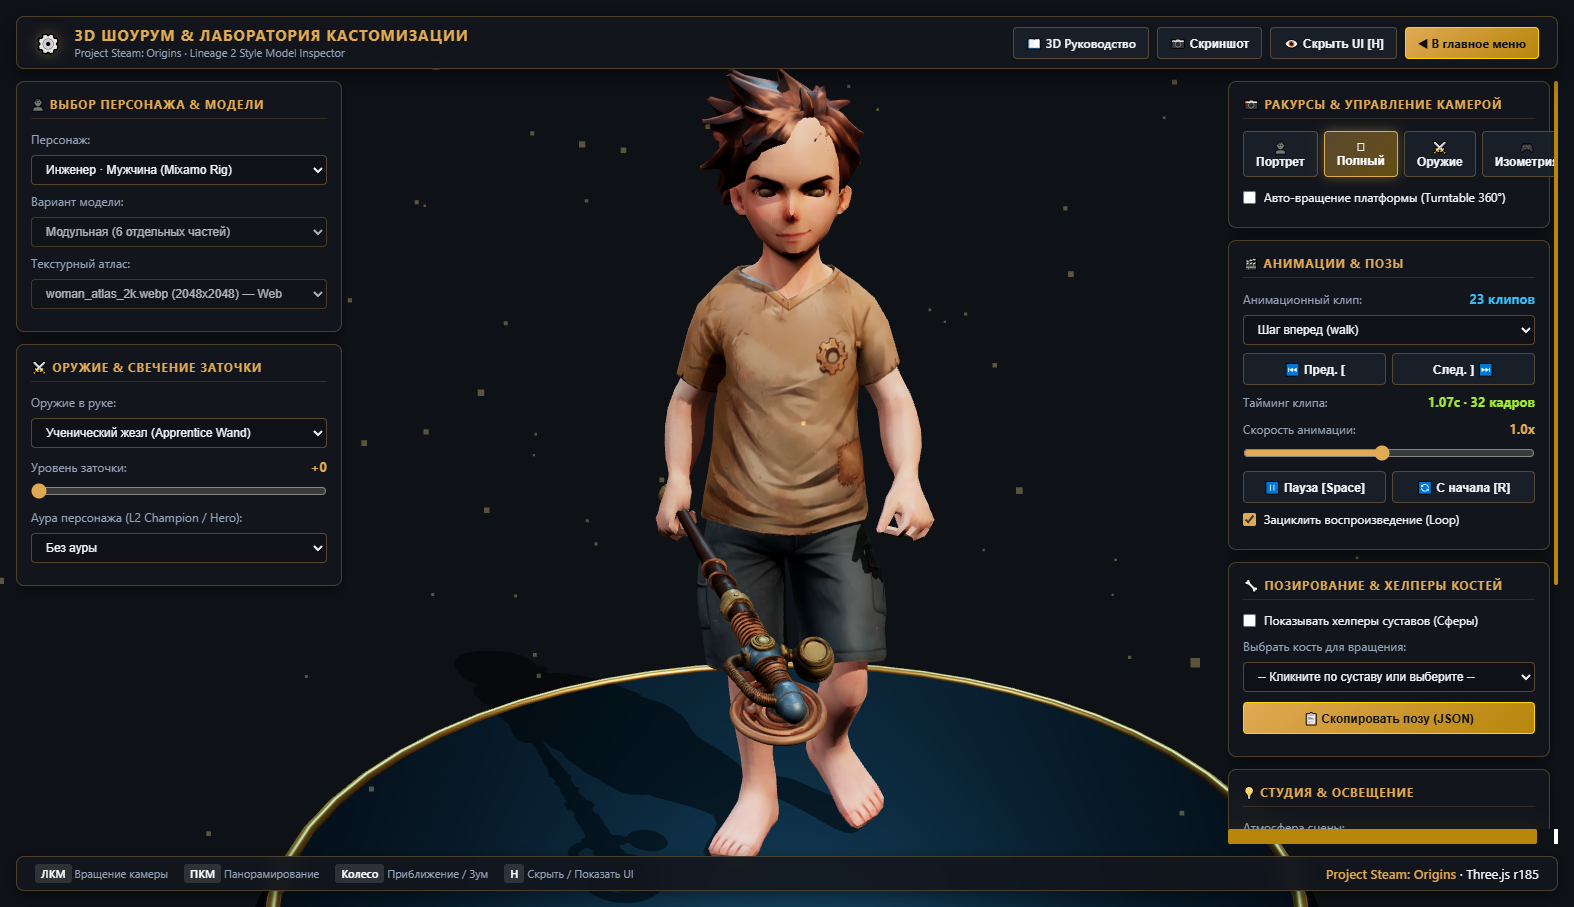 3D ШОУРУМ & ЛАБОРАТОРИЯ КАСТОМИЗАЦИИ
Project Steam: Origins · Lineage 2 Style Model Inspector
3D Руководство
Скриншот
Скрыть UI [H]
◀ В главное меню
ВЫБОР ПЕРСОНАЖА & МОДЕЛИ
Персонаж:
Инженер - Мужчина (Mixamo Rig)
Вариант модели:
Модульная (6 отдельных частей)
Текстурный атлас:
woman_atlas_2k.webp (2048x2048) — Web
ОРУЖИЕ & СВЕЧЕНИЕ ЗАТОЧКИ
Оружие в руке:
Ученический жезл (Apprentice Wand)
Уровень заточки:
+0
Аура персонажа (L2 Champion / Hero):
Без ауры
РАКУРСЫ & УПРАВЛЕНИЕ КАМЕРОЙ
Портрет
Полный
Оружие
Изометрия
Авто-вращение платформы (Turntable 360°)
АНИМАЦИИ & ПОЗЫ
Анимационный клип:
23 клипов
Шаг вперед (walk)
Пред. [
След. ]
Тайминг клипа:
1.07с · 32 кадров
Скорость анимации:
1.0x
Пауза [Space]
С начала [R]
Зациклить воспроизведение (Loop)
ПОЗИРОВАНИЕ & ХЕЛПЕРЫ КОСТЕЙ
Показывать хелперы суставов (Сферы)
Выбрать кость для вращения:
-- Кликните по суставу или выберите --
Скопировать позу (JSON)
СТУДИЯ & ОСВЕЩЕНИЕ
Атмосфера сцены:
ЛКМ Вращение камеры
ПКМ Панорамирование
Колесо Приближение / Зум
H Скрыть / Показать UI
Project Steam: Origins · Three.js r185